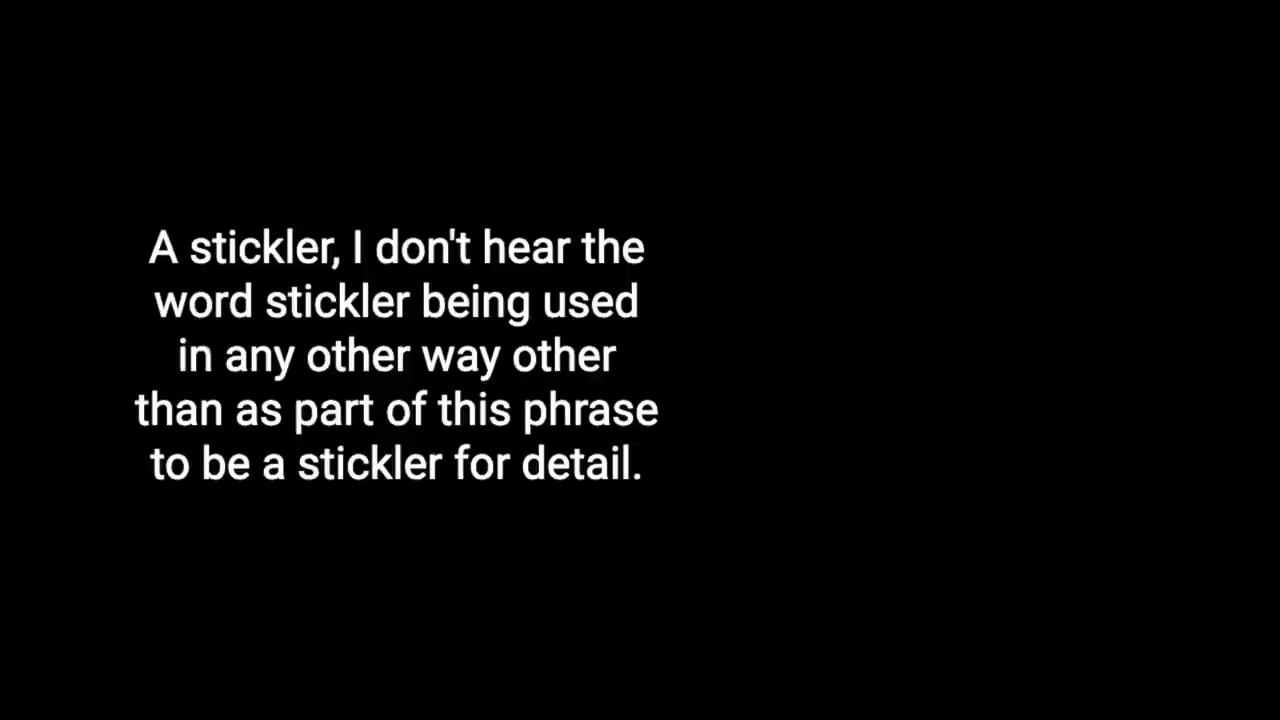 A stickler, I don't hear the
word stickler being used
in any other way other
than as part of this phrase
to be a stickler for detail.